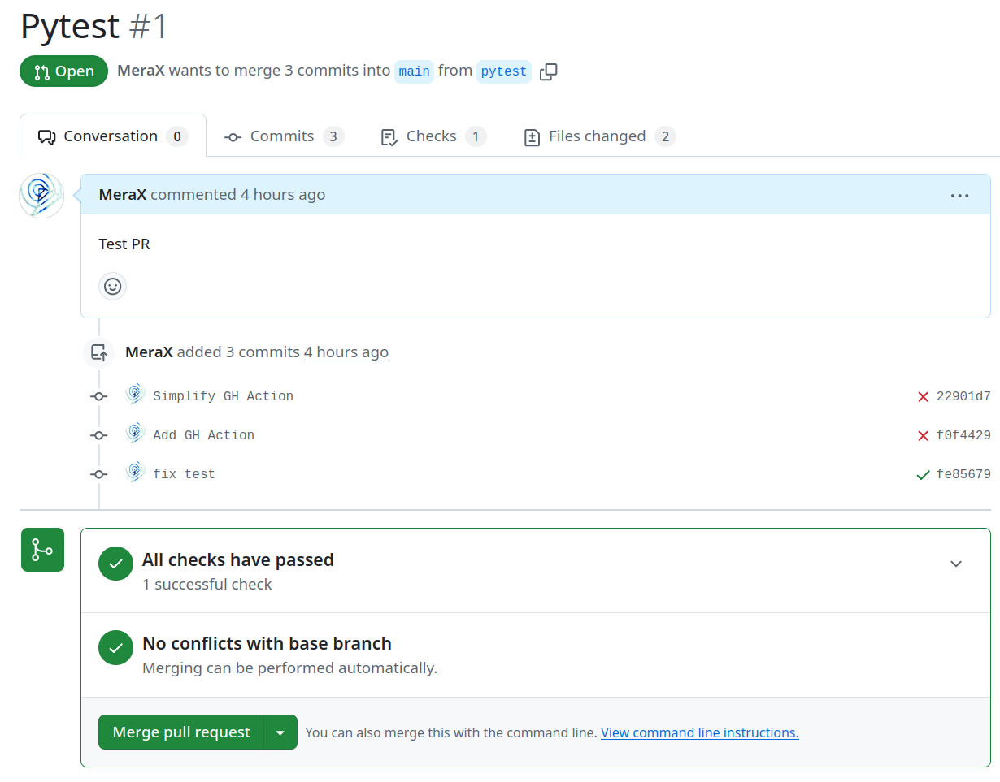 Pytest #1
Open MeraX wants to merge 3 commits into main from pytest
Conversation 0 Commits 3 Checks 1 Files changed 2
MeraX commented 4 hours ago
Test PR
MeraX added 3 commits 4 hours ago
Simplify GH Action 22901d7
Add GH Action f0f4429
fix test fe85679
All checks have passed
1 successful check
No conflicts with base branch
Merging can be performed automatically.
Merge pull request You can also merge this with the command line. View command line instructions.